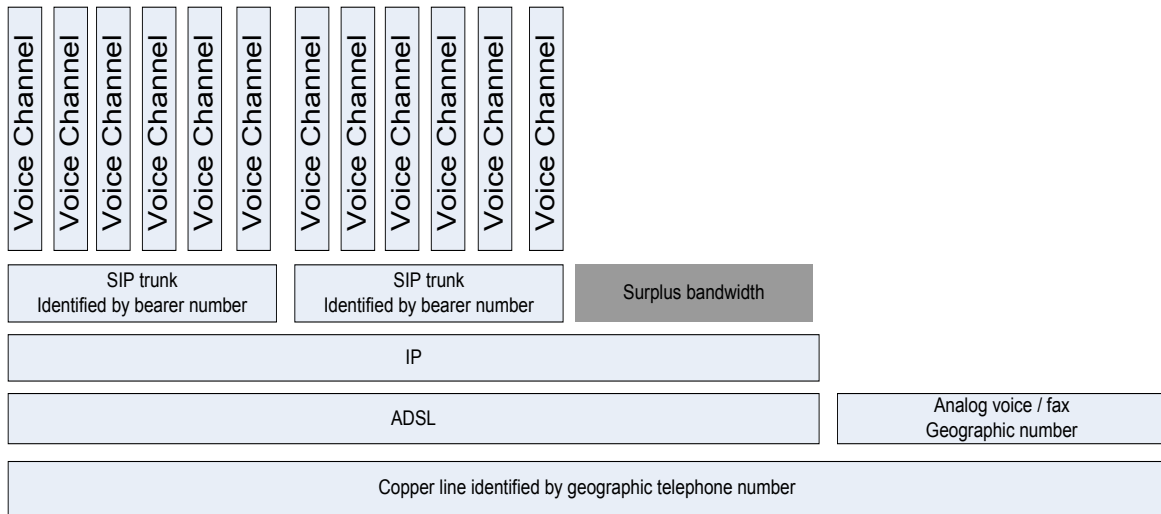 Voice Channel
Voice Channel
Voice Channel
Voice Channel
Voice Channel
Voice Channel
Voice Channel
Voice Channel
Voice Channel
Voice Channel
Voice Channel
Voice Channel
SIP trunk
Identified by bearer number
SIP trunk
Identified by bearer number
Surplus bandwidth
IP
ADSL
Analog voice / fax
Geographic number
Copper line identified by geographic telephone number